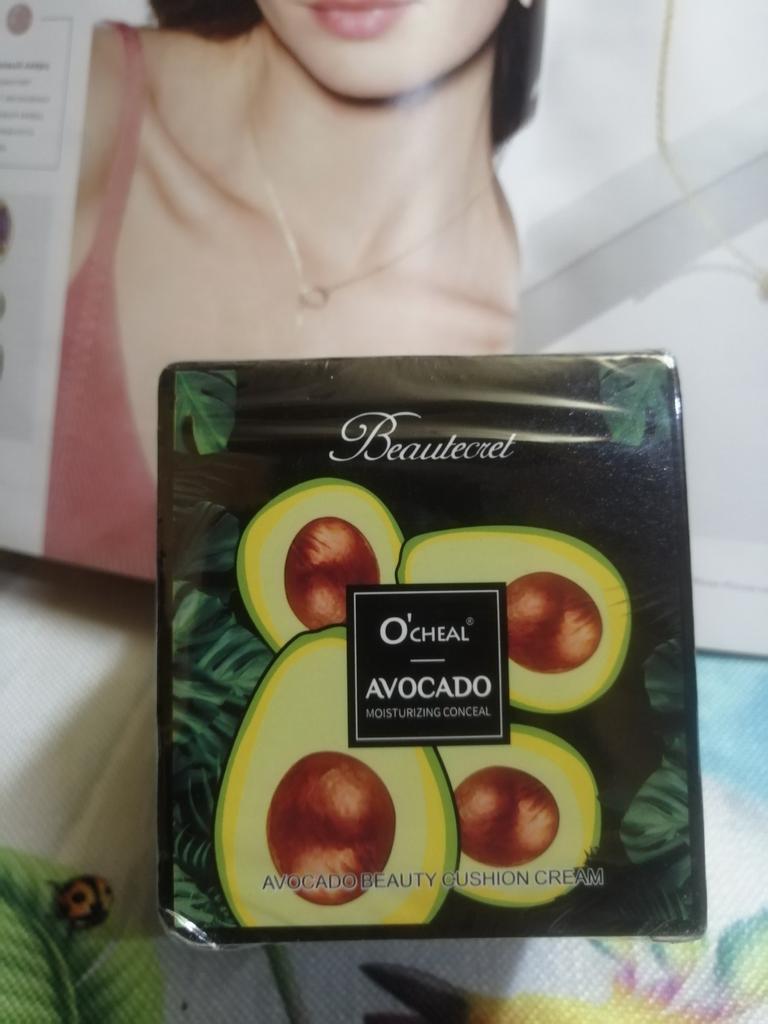 Beautecret
O'CHEAL®
AVOCADO
MOISTURIZING CONCEAL
AVOCADO BEAUTY CUSHION CREAM